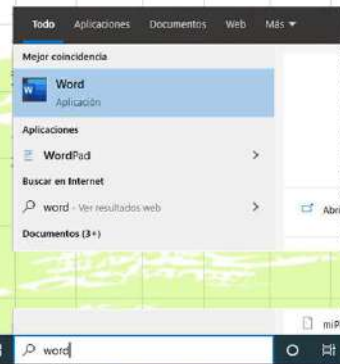 Todo Aplicaciones Documentos Web Más
Mejor coincidencia
Word
Aplicación
Aplicaciones
WordPad
Buscar en Internet
word - Ver resultados web
Documentos (3+)
Abri
miP
word